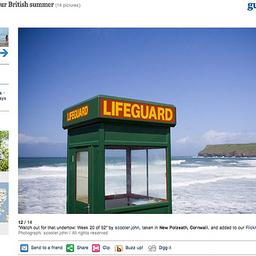 ur British summer (14 pictures)
gu
LIFEGUARD
LIFEGUARD
ays
12 / 14
"Watch out for that undertow: Week 20 of 52" by scooter.john, taken in New Polzeath, Cornwall, and added to our Flickr
Photograph: scooter.john / All rights reserved
Send to a friend
Share
Clip
Buzz up!
Digg it